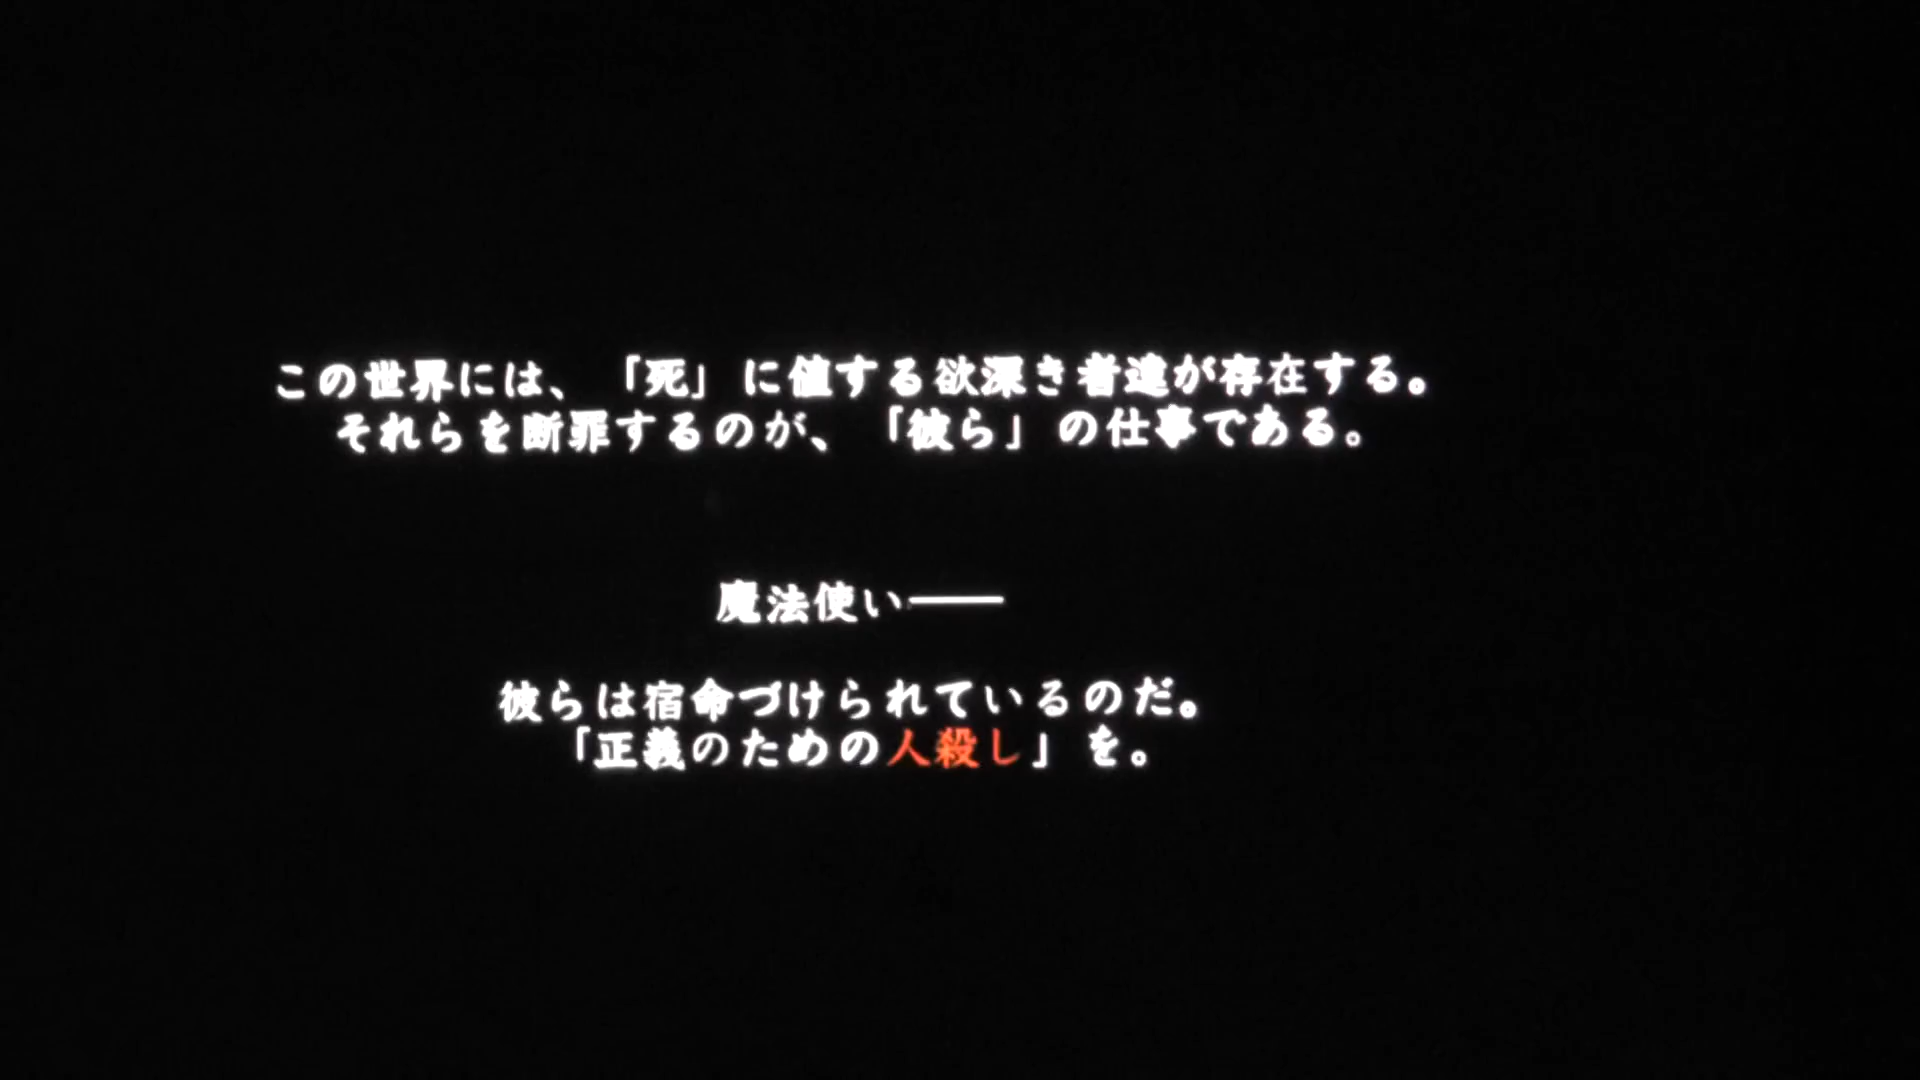 この世界には、「死」に値する欲深き者達が存在する。
それらを断罪するのが、「彼ら」の仕事である。
魔法使い――
彼らは宿命づけられているのだ。
「正義のための人殺し」を。